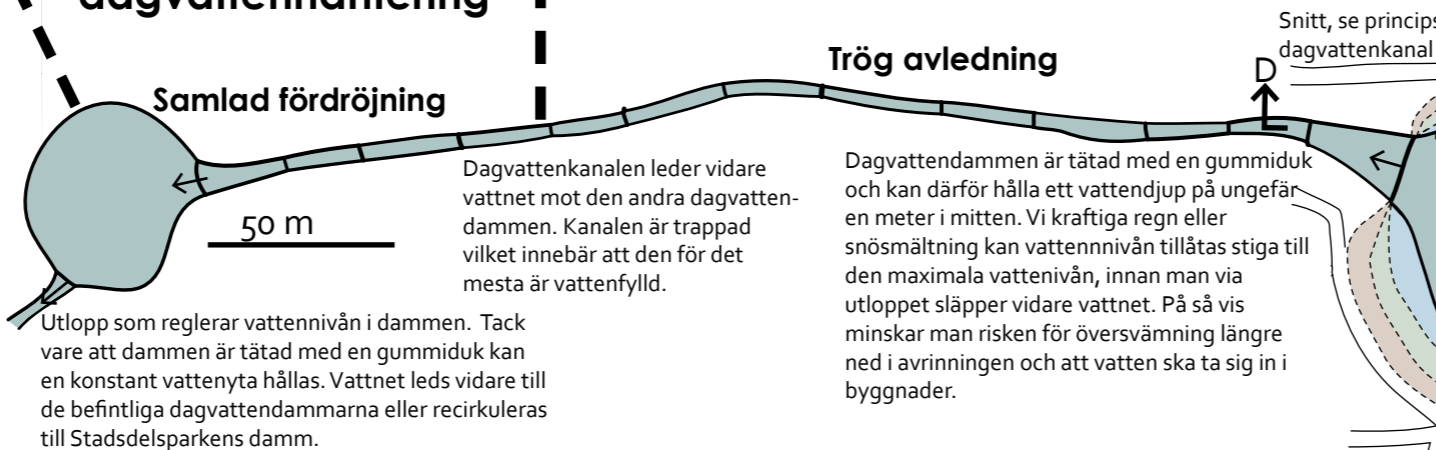 dagvattenhantering
Snitt, se princips
dagvattenkanal
D
Trög avledning
Samlad fördröjning
50 m
Dagvattenkanalen leder vidare
vattnet mot den andra dagvatten-
dammen. Kanalen är trappad
vilket innebär att den för det
mesta är vattenfylld.
Dagvattendammen är tätad med en gummiduk
och kan därför hålla ett vattendjup på ungefär
en meter i mitten. Vi kraftiga regn eller
snösmältning kan vattennnivån tillåtas stiga till
den maximala vattenivån, innan man via
utloppet släpper vidare vattnet. På så vis
minskar man risken för översvämning längre
ned i avrinningen och att vatten ska ta sig in i
byggnader.
Utlopp som reglerar vattennivån i dammen. Tack
vare att dammen är tätad med en gummiduk kan
en konstant vattenyta hållas. Vattnet leds vidare till
de befintliga dagvattendammarna eller recirkuleras
till Stadsdelsparkens damm.